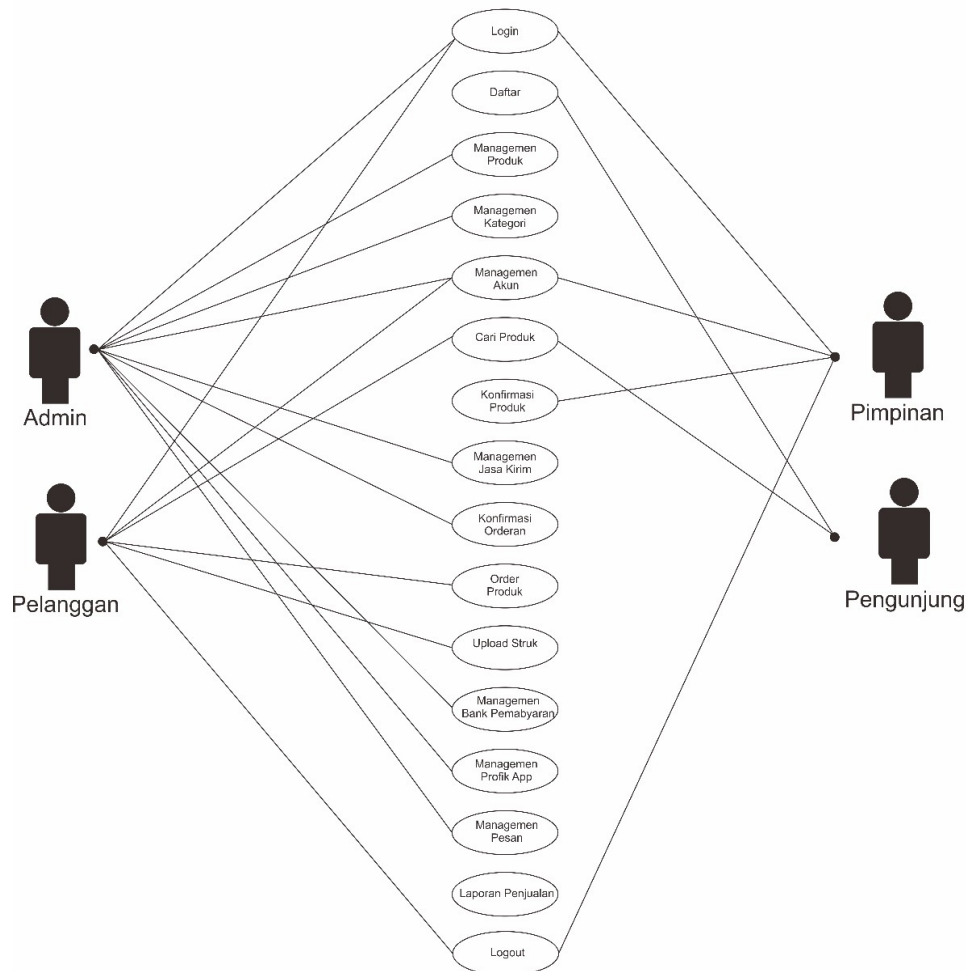 Login
Daftar
Managemen
Produk
Managemen
Kategori
Managemen
Akun
Cari Produk
Konfirmasi
Produk
Managemen
Jasa Kirim
Konfirmasi
Orderan
Order
Produk
Upload Struk
Managemen
Bank Pemabyaran
Managemen
Profik App
Managemen
Pesan
Laporan Penjualan
Logout
Admin
Pelanggan
Pimpinan
Pengunjung